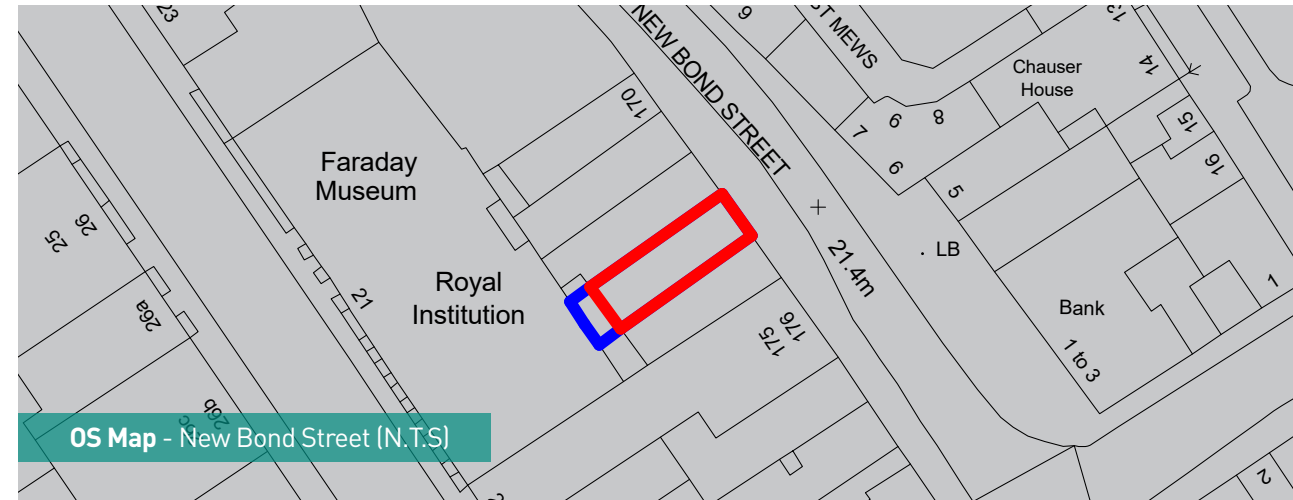 23
NEW BOND STREET
9
ST MEWS
13
14
Chauser
House
170
7
6
8
6
15
16
Faraday
Museum
5
26
25
21.4m
LB
Royal
Institution
21
26a
1
Bank
176
175
1 to 3
26b
OS Map - New Bond Street (N.T.S)
2